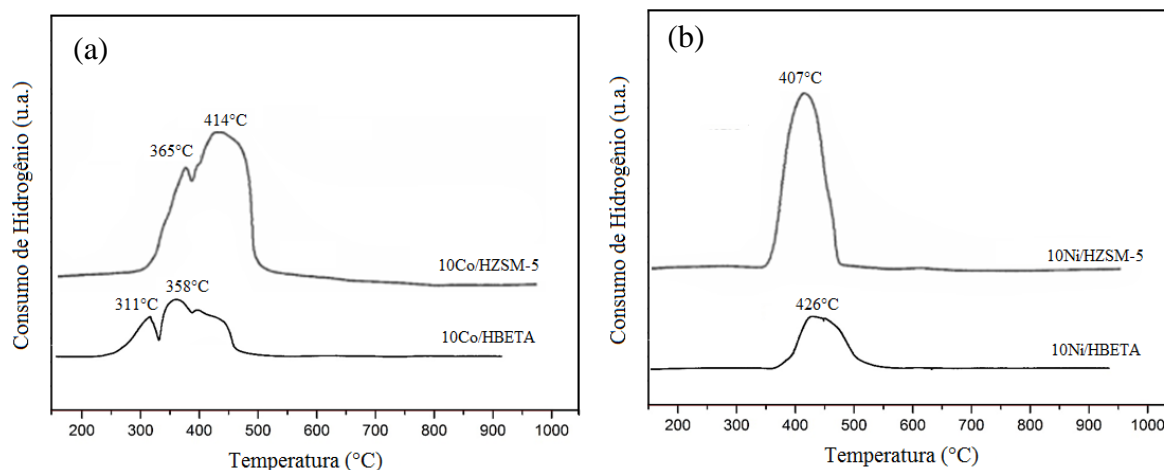 (a)
Consumo de Hidrogênio (u.a.)
414°C
365°C
10Co/HZSM-5
358°C
311°C
10Co/HBETA
200 300 400 500 600 700 800 900 1000
Temperatura (°C)
(b)
Consumo de Hidrogênio (u.a.)
407°C
10Ni/HZSM-5
426°C
10Ni/HBETA
200 300 400 500 600 700 800 900 1000
Temperatura (°C)